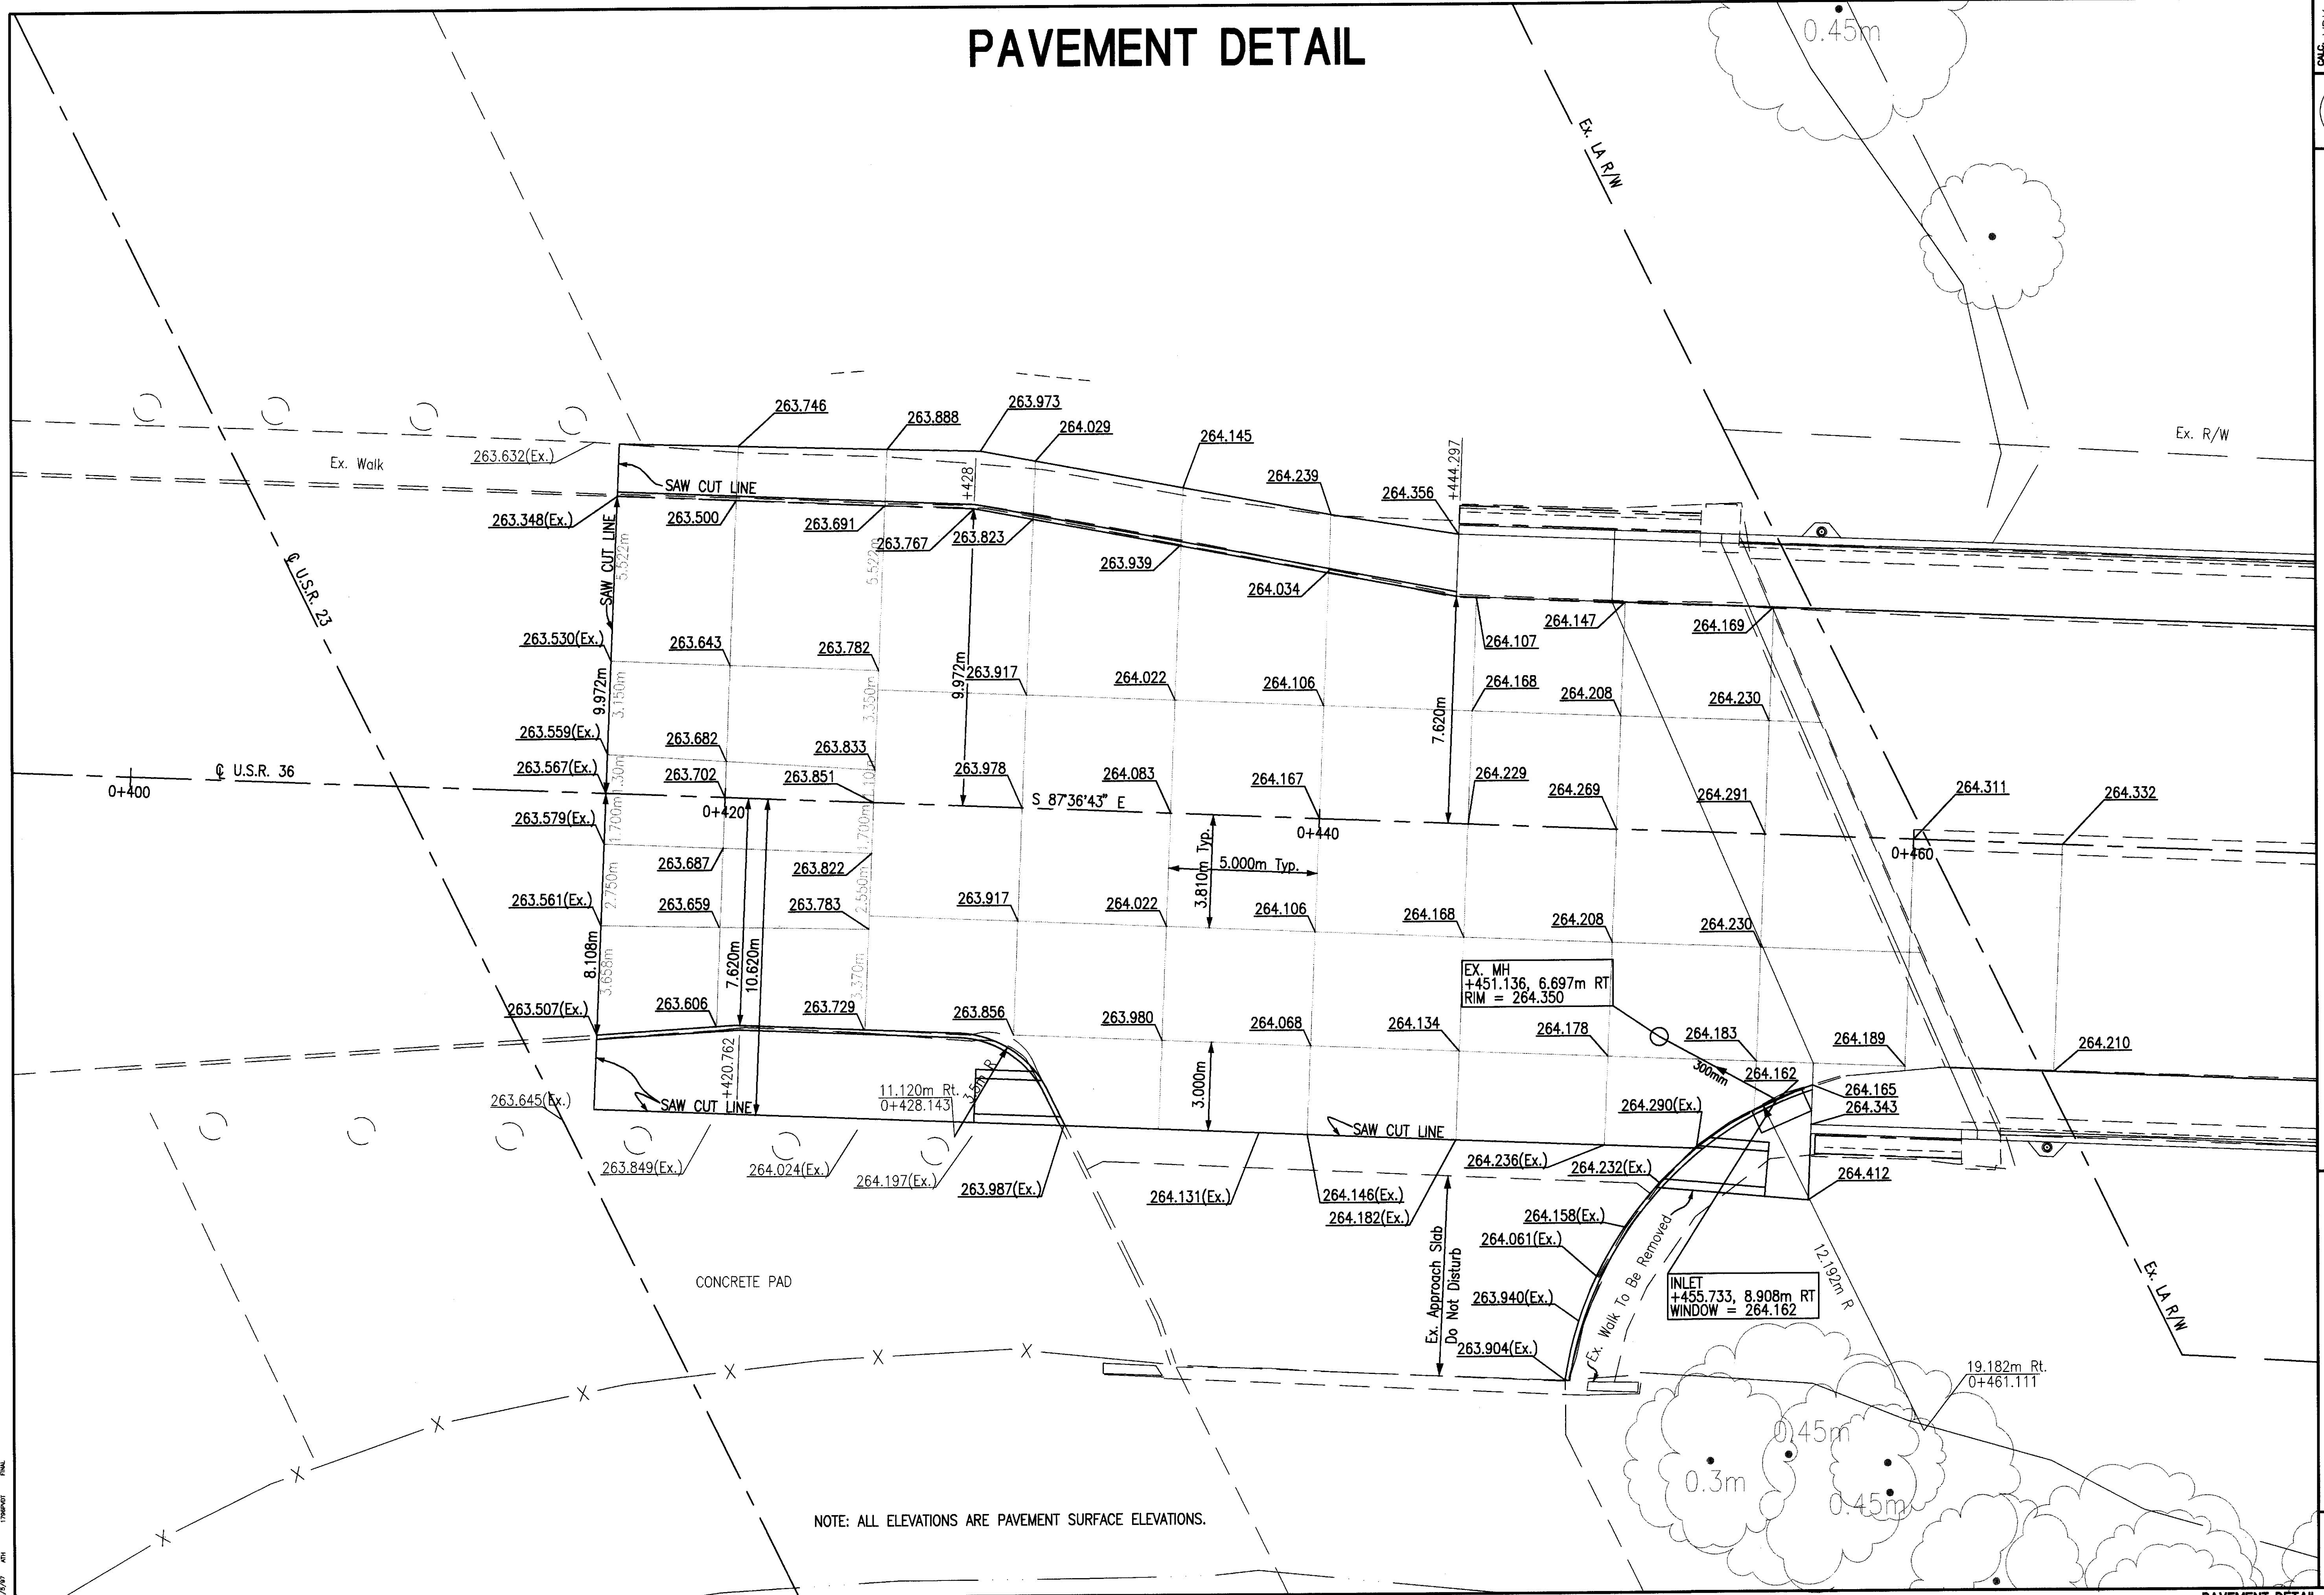 PAVEMENT DETAIL
CALC.
0.45m
Ex. LA R/W
Ex. R/W
Ex. Walk
263.632(Ex.)
263.746
263.888
263.973
264.029
264.145
264.239
264.356
+428
+444.297
SAW CUT LINE
SAW CUT LINE
263.348(Ex.)
263.500
263.691
263.767
263.823
263.939
264.034
264.107
264.147
264.169
5.522m
5.522m
℄ U.S.R. 23
263.530(Ex.)
263.643
263.782
263.917
264.022
264.106
264.168
264.208
264.230
9.972m
3.150m
3.350m
9.972m
7.620m
263.559(Ex.)
263.682
263.833
263.567(Ex.)
263.702
263.851
263.978
264.083
264.167
264.229
264.269
264.291
264.311
264.332
℄ U.S.R. 36
0+400
0+420
S 87°36'43" E
0+440
0+460
1.30m
1.700m
1.700m
263.579(Ex.)
263.687
263.822
5.000m Typ.
3.810m Typ.
2.750m
2.550m
263.561(Ex.)
263.659
263.783
263.917
264.022
264.106
264.168
264.208
264.230
8.108m
3.658m
7.620m
10.620m
3.370m
EX. MH
+451.136, 6.697m RT
RIM = 264.350
263.507(Ex.)
263.606
263.729
263.856
263.980
264.068
264.134
264.178
264.183
264.189
264.210
+420.762
3.5m R
3.000m
300mm
264.162
264.165
264.343
11.120m Rt.
0+428.143
263.645(Ex.)
SAW CUT LINE
SAW CUT LINE
264.290(Ex.)
263.849(Ex.)
264.024(Ex.)
264.197(Ex.)
263.987(Ex.)
264.131(Ex.)
264.146(Ex.)
264.182(Ex.)
264.236(Ex.)
264.232(Ex.)
264.412
264.158(Ex.)
264.061(Ex.)
263.940(Ex.)
263.904(Ex.)
Ex. Approach Slab
Do Not Disturb
Ex. Walk To Be Removed
12.192m R
INLET
+455.733, 8.908m RT
WINDOW = 264.162
CONCRETE PAD
Ex. LA R/W
19.182m Rt.
0+461.111
X
X
X
X
X
X
X
0.45m
0.3m
0.45m
NOTE: ALL ELEVATIONS ARE PAVEMENT SURFACE ELEVATIONS.
FINAL
ATH
PAVEMENT DETAIL